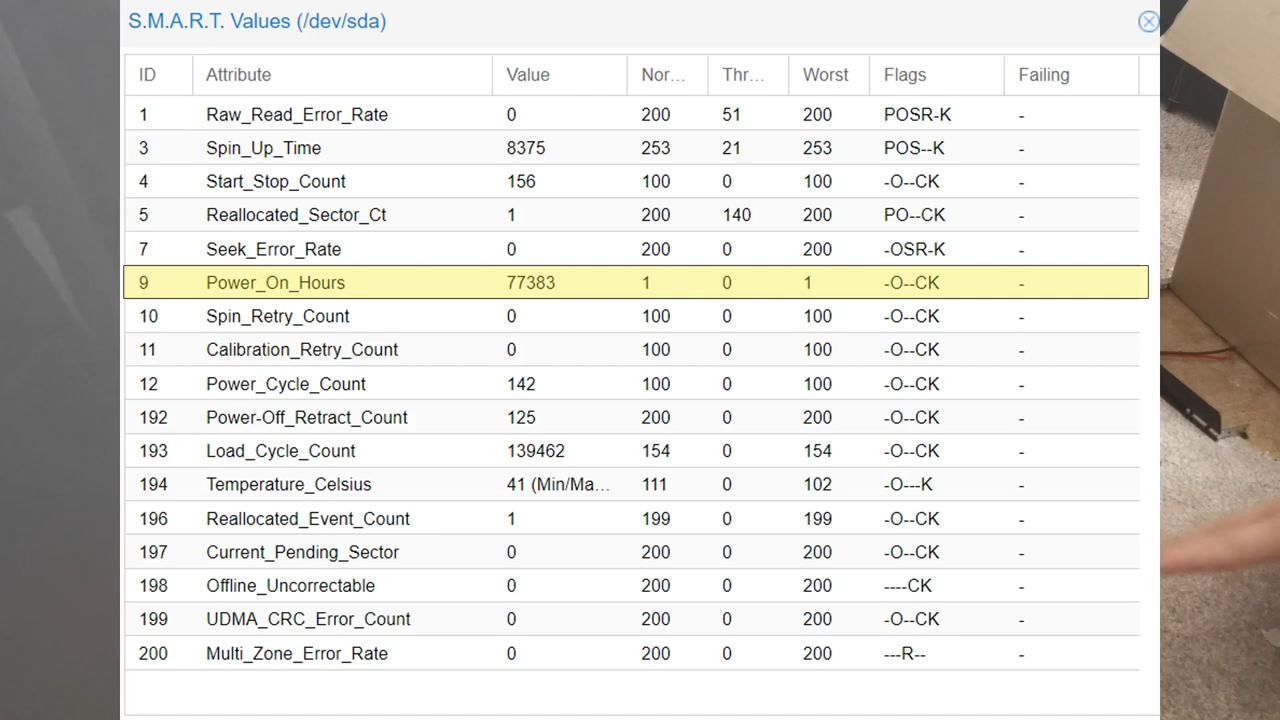 S.M.A.R.T. Values (/dev/sda)
ID Attribute Value Nor... Thr... Worst Flags Failing
1 Raw_Read_Error_Rate 0 200 51 200 POSR-K -
3 Spin_Up_Time 8375 253 21 253 POS--K -
4 Start_Stop_Count 156 100 0 100 -O--CK -
5 Reallocated_Sector_Ct 1 200 140 200 PO--CK -
7 Seek_Error_Rate 0 200 0 200 -OSR-K -
9 Power_On_Hours 77383 1 0 1 -O--CK -
10 Spin_Retry_Count 0 100 0 100 -O--CK -
11 Calibration_Retry_Count 0 100 0 100 -O--CK -
12 Power_Cycle_Count 142 100 0 100 -O--CK -
192 Power-Off_Retract_Count 125 200 0 200 -O--CK -
193 Load_Cycle_Count 139462 154 0 154 -O--CK -
194 Temperature_Celsius 41 (Min/Ma... 111 0 102 -O---K -
196 Reallocated_Event_Count 1 199 0 199 -O--CK -
197 Current_Pending_Sector 0 200 0 200 -O--CK -
198 Offline_Uncorrectable 0 200 0 200 ----CK -
199 UDMA_CRC_Error_Count 0 200 0 200 -O--CK -
200 Multi_Zone_Error_Rate 0 200 0 200 ---R-- -